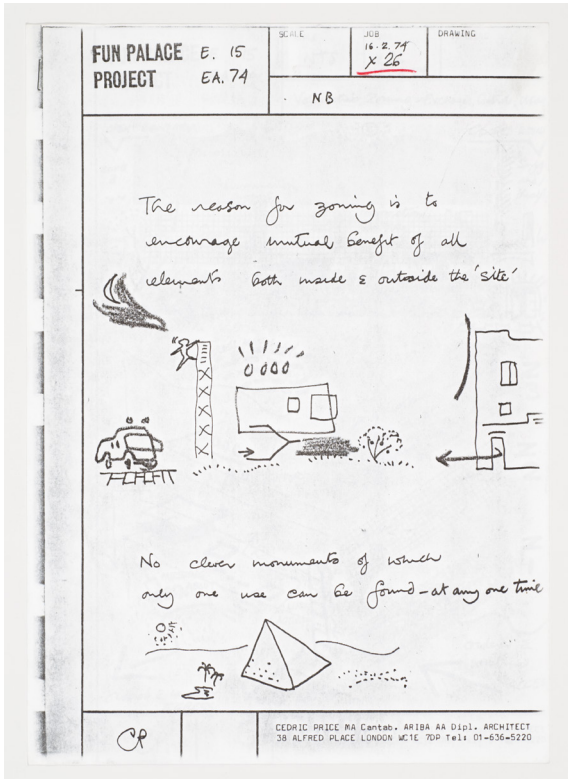 FUN PALACE E. 15
PROJECT EA. 74
SCALE
JOB
16.2.74
X 26
DRAWING
NB
The reason for zoning is to
encourage mutual benefit of all
elements both inside & outside the 'site'
No clever monuments of which
only one use can be found - at any one time
CP
CEDRIC PRICE MA Cantab. ARIBA AA Dipl. ARCHITECT
38 ALFRED PLACE LONDON WC1E 7DP Tel: 01-636-5220